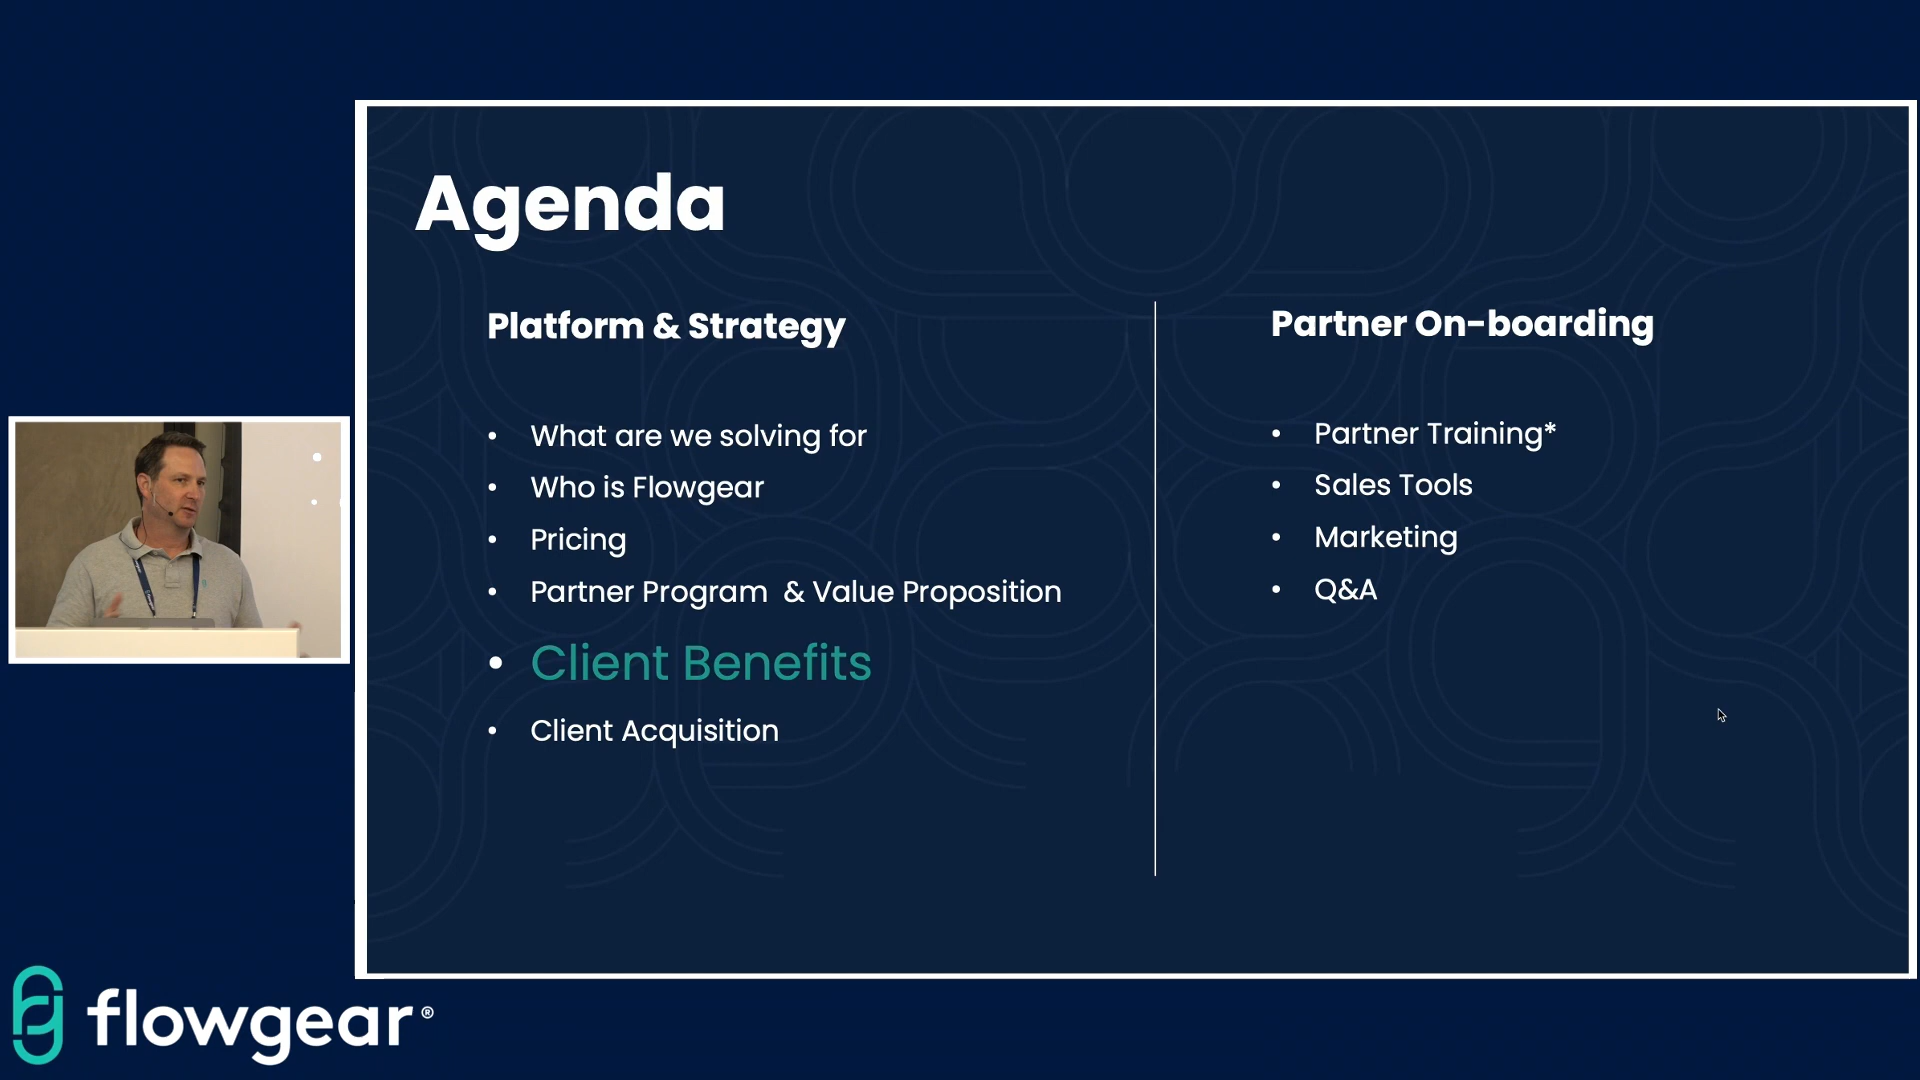 Agenda
Platform & Strategy
• What are we solving for
• Who is Flowgear
• Pricing
• Partner Program & Value Proposition
• Client Benefits
• Client Acquisition
Partner On-boarding
• Partner Training*
• Sales Tools
• Marketing
• Q&A
flowgear®